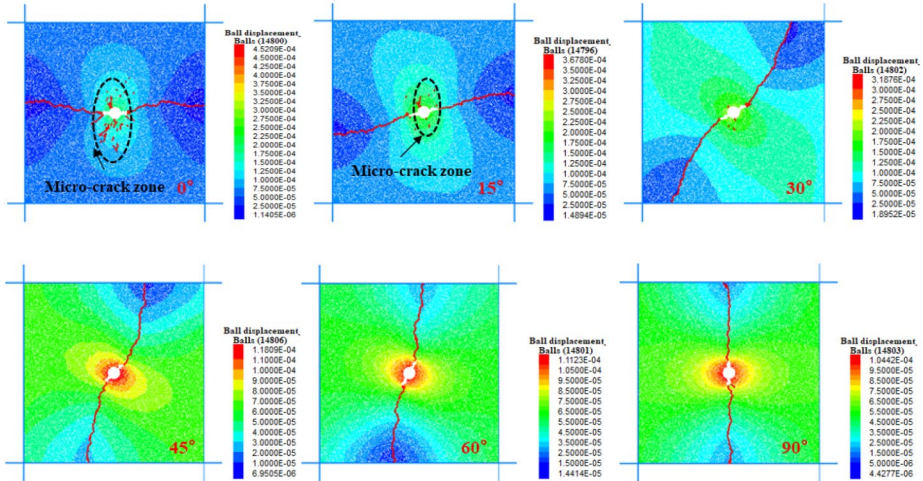 Ball displacement
Balls (14800)
4.5209E-04
4.5000E-04
4.2500E-04
4.0000E-04
3.7500E-04
3.5000E-04
3.2500E-04
3.0000E-04
2.7500E-04
2.5000E-04
2.2500E-04
2.0000E-04
1.7500E-04
1.5000E-04
1.2500E-04
1.0000E-04
7.5000E-05
5.0000E-05
2.5000E-05
1.1405E-06
Micro-crack zone
0°
Ball displacement
Balls (14796)
3.6780E-04
3.5000E-04
3.2500E-04
3.0000E-04
2.7500E-04
2.5000E-04
2.2500E-04
2.0000E-04
1.7500E-04
1.5000E-04
1.2500E-04
1.0000E-04
7.5000E-05
5.0000E-05
2.5000E-05
1.4894E-05
Micro-crack zone
15°
Ball displacement
Balls (14802)
3.1876E-04
3.0000E-04
2.7500E-04
2.5000E-04
2.2500E-04
2.0000E-04
1.7500E-04
1.5000E-04
1.2500E-04
1.0000E-04
7.5000E-05
5.0000E-05
2.5000E-05
1.8952E-05
30°
Ball displacement
Balls (14806)
1.1809E-04
1.1000E-04
1.0000E-04
9.0000E-05
8.0000E-05
7.0000E-05
6.0000E-05
5.0000E-05
4.0000E-05
3.0000E-05
2.0000E-05
1.0000E-05
6.9505E-06
45°
Ball displacement
Balls (14801)
1.1123E-04
1.0500E-04
9.5000E-05
8.5000E-05
7.5000E-05
6.5000E-05
5.5000E-05
4.5000E-05
3.5000E-05
2.5000E-05
1.5000E-05
1.4414E-05
60°
Ball displacement
Balls (14803)
1.0442E-04
9.5000E-05
8.5000E-05
7.5000E-05
6.5000E-05
5.5000E-05
4.5000E-05
3.5000E-05
2.5000E-05
1.5000E-05
5.0000E-06
4.4277E-06
90°